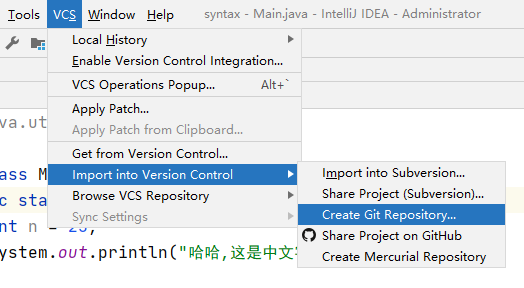 Tools VCS Window Help syntax - Main.java - IntelliJ IDEA - Administrator
Local History
Enable Version Control Integration...
VCS Operations Popup... Alt+`
va.ut
Apply Patch...
Apply Patch from Clipboard...
Get from Version Control...
ass M Import into Version Control Import into Subversion...
c sta Browse VCS Repository Share Project (Subversion)...
Sync Settings Create Git Repository...
ystem.out.println("哈哈,这是中文 Share Project on GitHub
Create Mercurial Repository